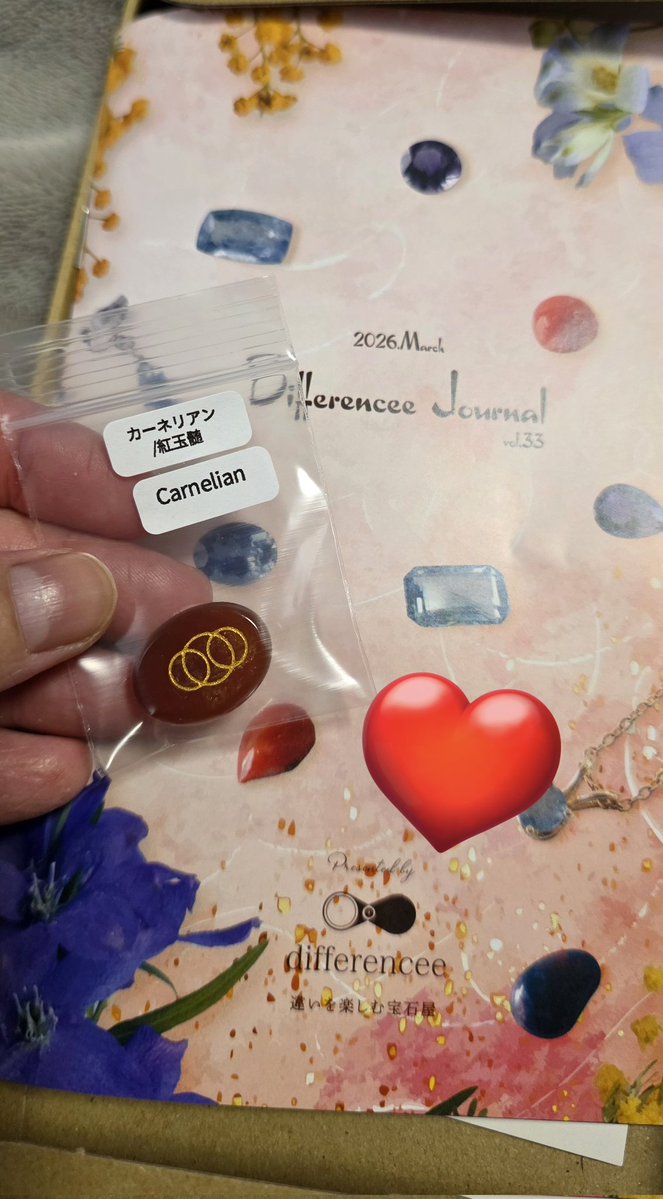 2026.March
Differencee Journal
vol.33
カーネリアン
/紅玉髄
Carnelian
Presented by
differencee
違いを楽しむ宝石屋